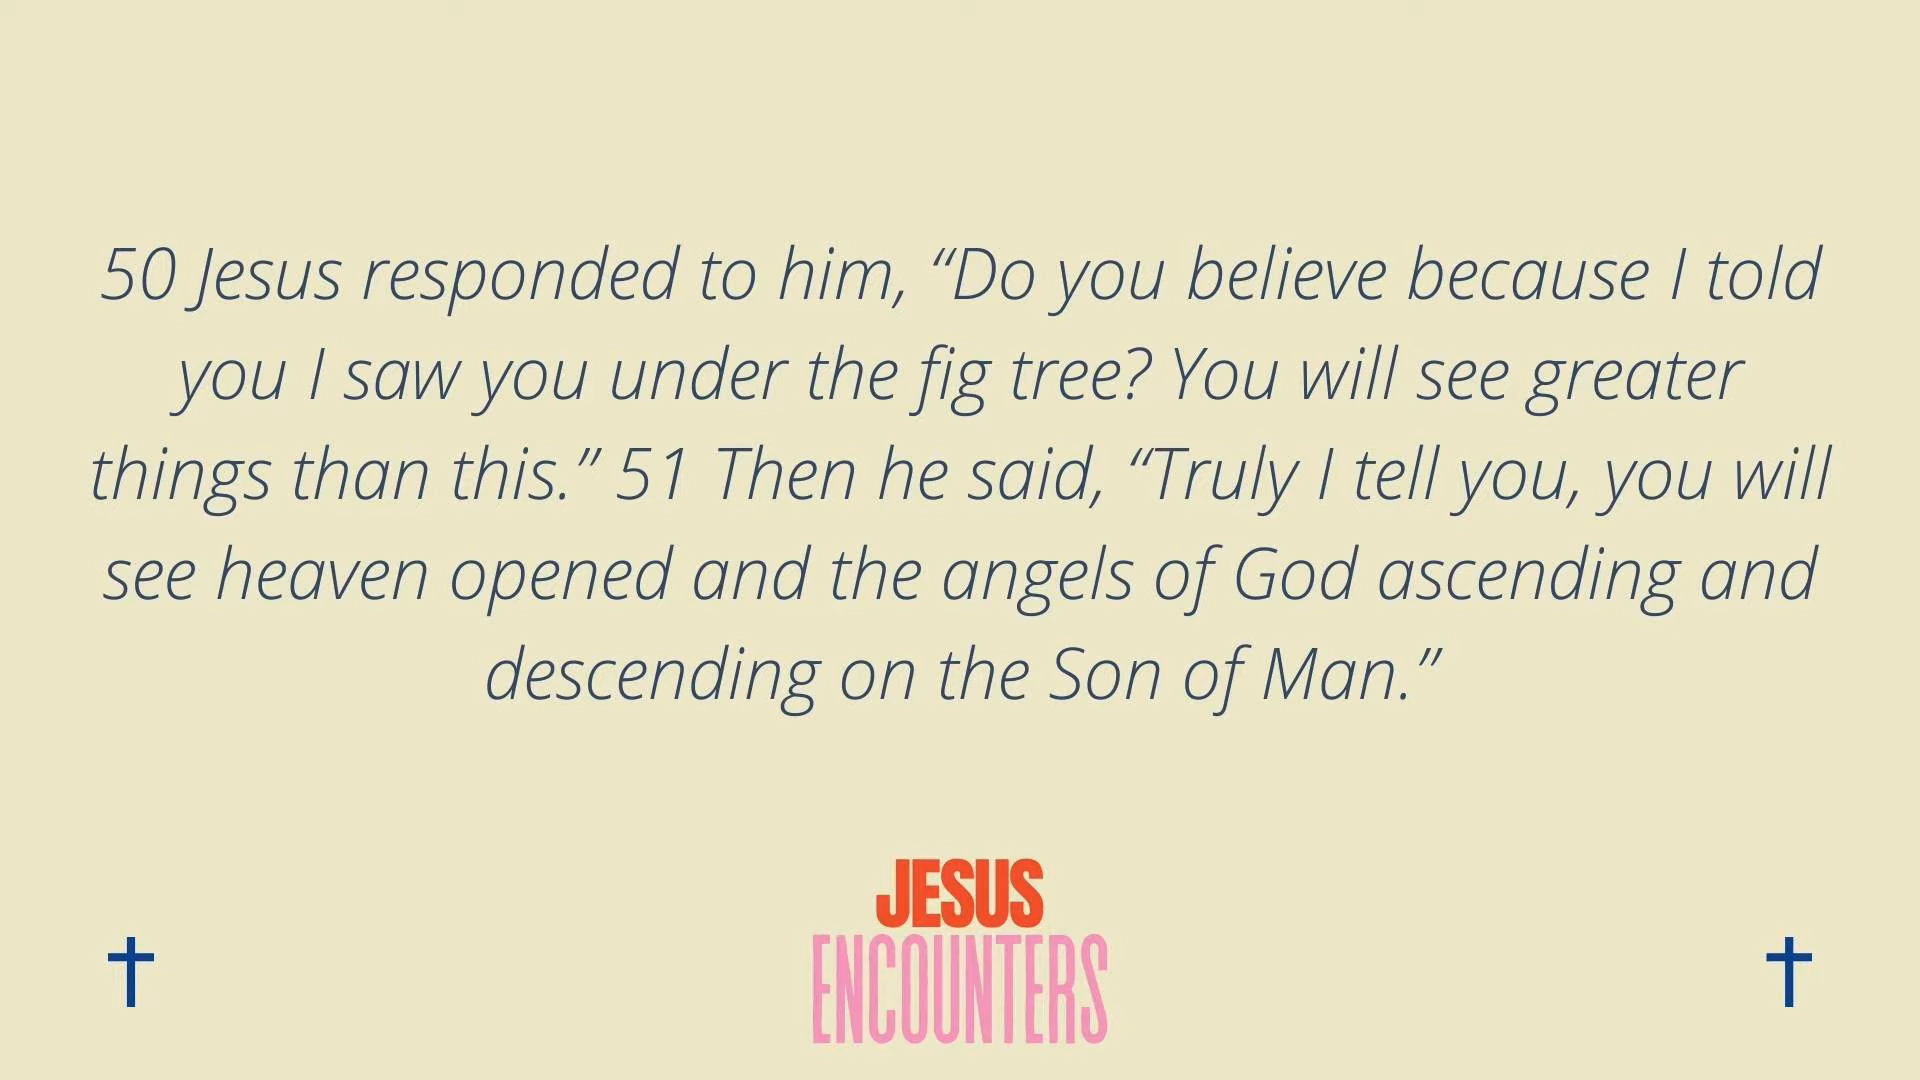 50 Jesus responded to him, “Do you believe because I told
you I saw you under the fig tree? You will see greater
things than this.” 51 Then he said, “Truly I tell you, you will
see heaven opened and the angels of God ascending and
descending on the Son of Man.”
JESUS
ENCOUNTERS